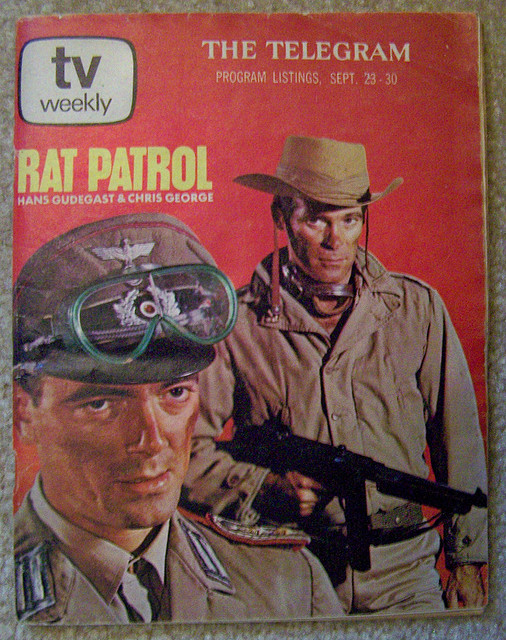 tv
weekly
THE TELEGRAM
PROGRAM LISTINGS, SEPT. 23-30
RAT PATROL
HANS GUDEGAST & CHRIS GEORGE